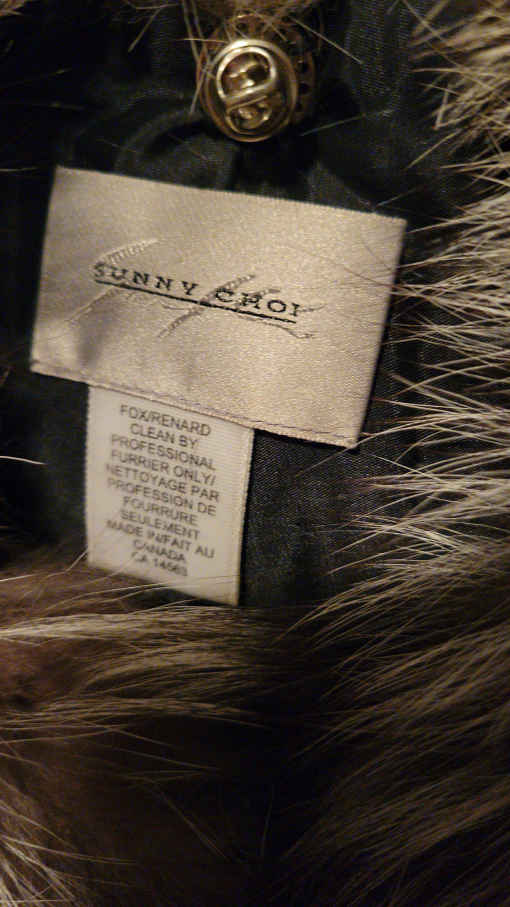 SUNNY CHOI
FOX/RENARD
CLEAN BY
PROFESSIONAL
FURRIER ONLY/
NETTOYAGE PAR
PROFESSION DE
FOURRURE
SEULEMENT
MADE IN/FAIT AU
CANADA
CA 14563